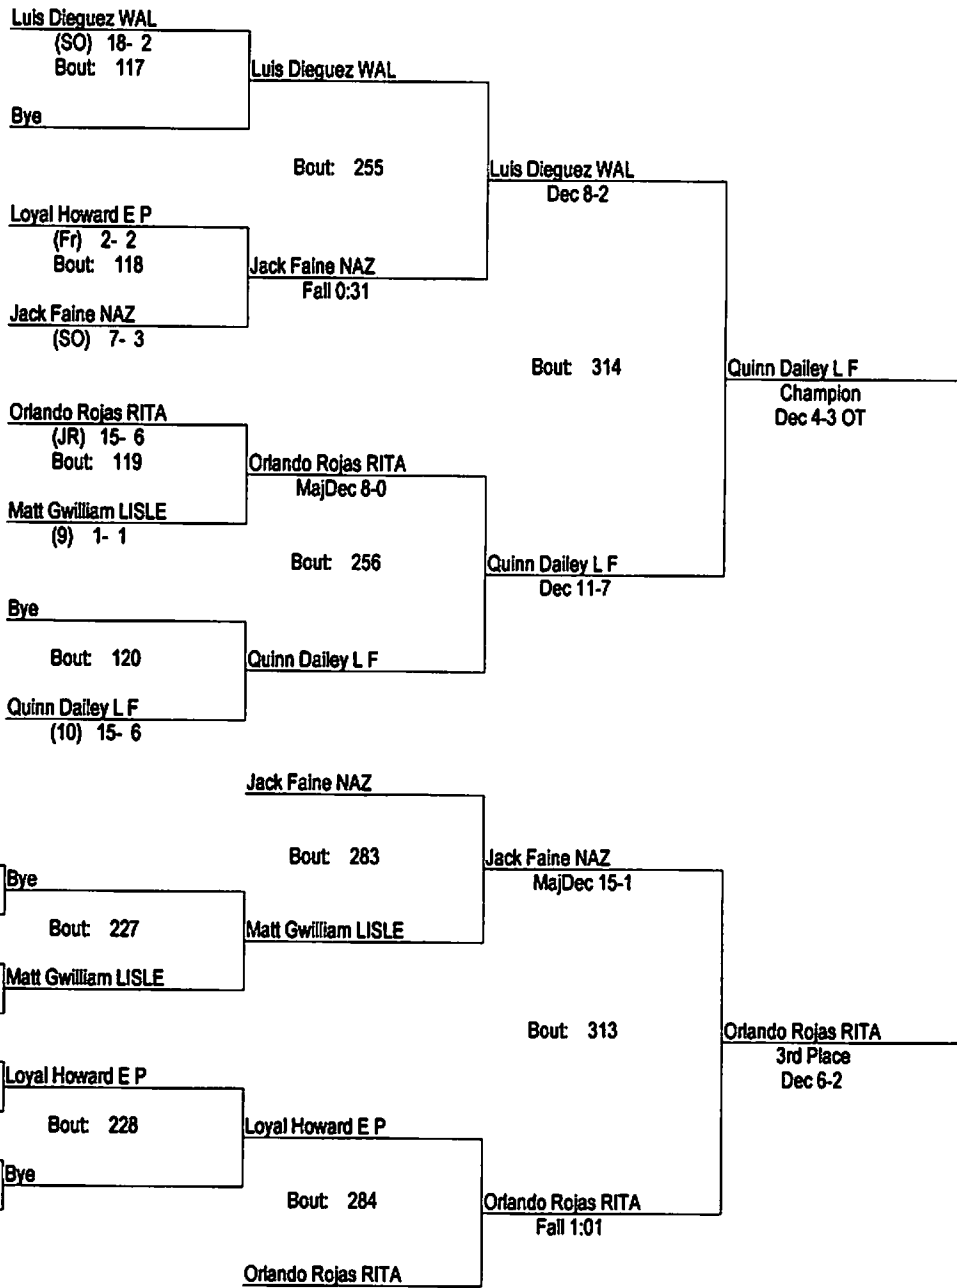 Luis Dieguez WAL
(SO) 18- 2
Bout: 117
Luis Dieguez WAL
Bye
Bout: 255
Luis Dieguez WAL
Dec 8-2
Loyal Howard E P
(Fr) 2- 2
Bout: 118
Jack Faine NAZ
Fall 0:31
Jack Faine NAZ
(SO) 7- 3
Bout: 314
Quinn Dailey L F
Champion
Dec 4-3 OT
Orlando Rojas RITA
(JR) 15- 6
Bout: 119
Orlando Rojas RITA
MajDec 8-0
Matt Gwilliam LISLE
(9) 1- 1
Bout: 256
Quinn Dailey L F
Dec 11-7
Bye
Bout: 120
Quinn Dailey L F
Quinn Dailey L F
(10) 15- 6
Jack Faine NAZ
Bout: 283
Jack Faine NAZ
MajDec 15-1
Bye
Bout: 227
Matt Gwilliam LISLE
Matt Gwilliam LISLE
Bout: 313
Orlando Rojas RITA
3rd Place
Dec 6-2
Loyal Howard E P
Bout: 228
Loyal Howard E P
Bye
Bout: 284
Orlando Rojas RITA
Fall 1:01
Orlando Rojas RITA